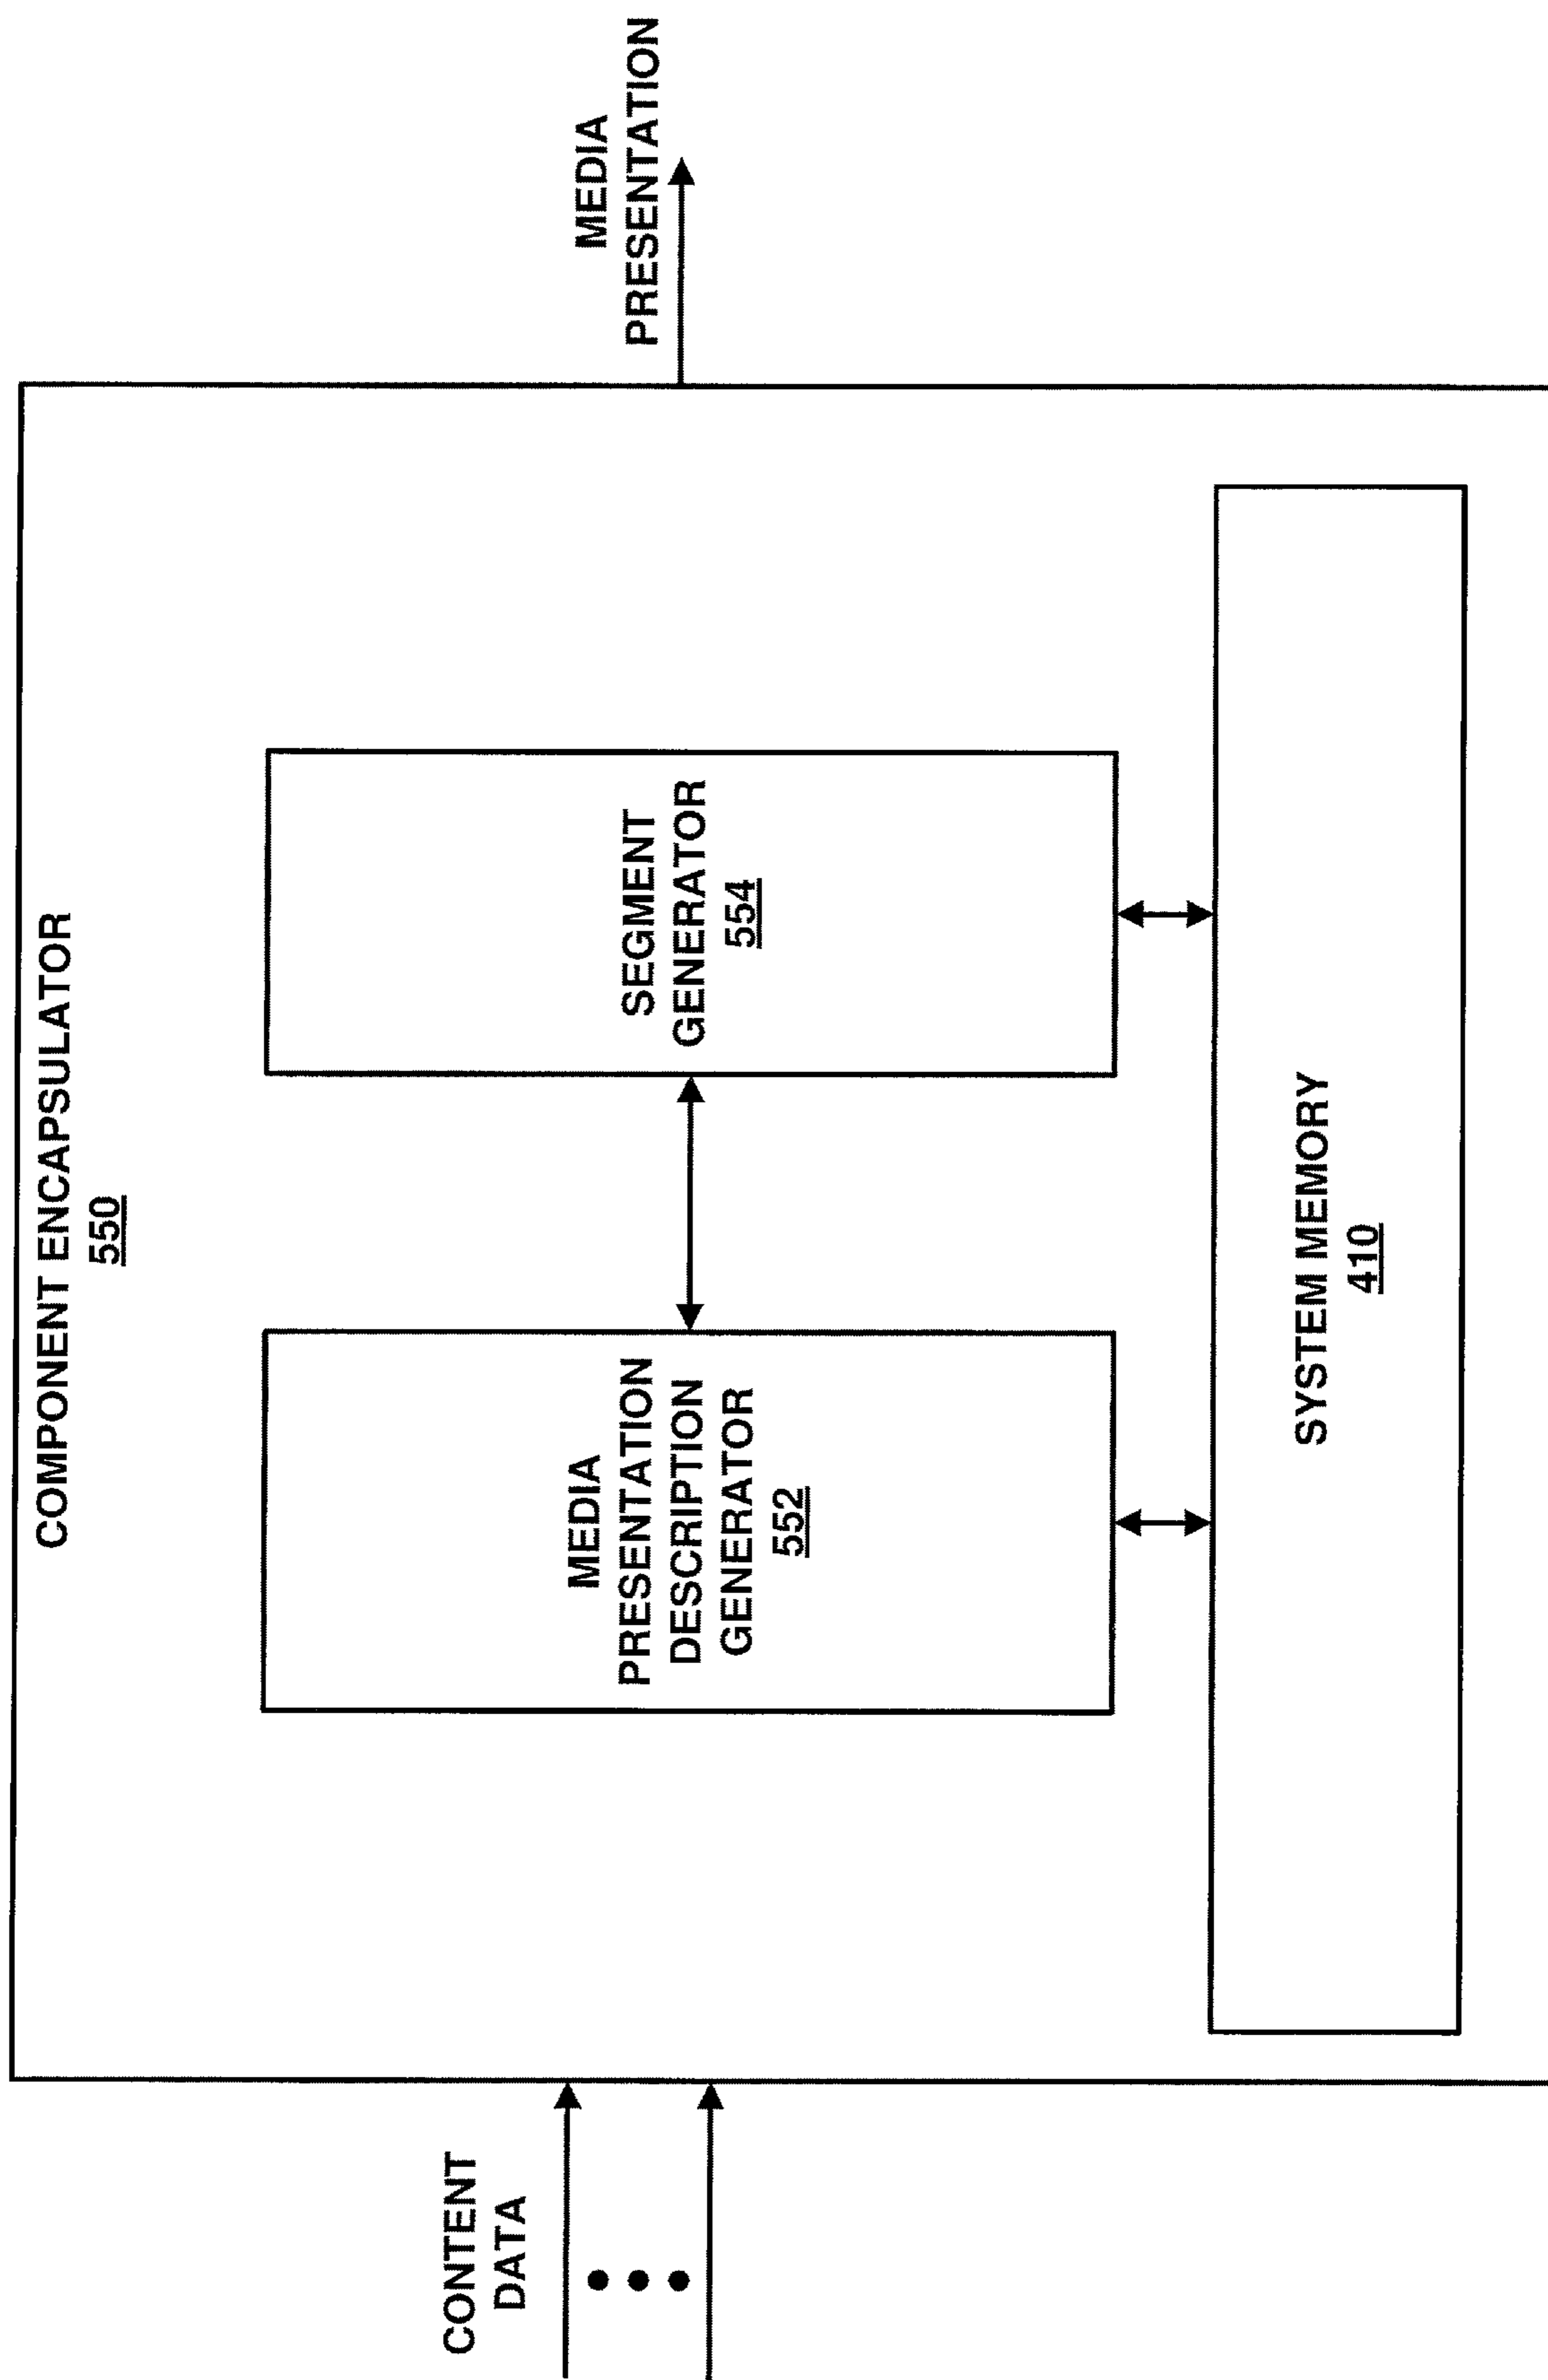 COMPONENT ENCAPSULATOR
550
CONTENT
DATA
MEDIA
PRESENTATION
DESCRIPTION
GENERATOR
552
SEGMENT
GENERATOR
554
MEDIA
PRESENTATION
SYSTEM MEMORY
410